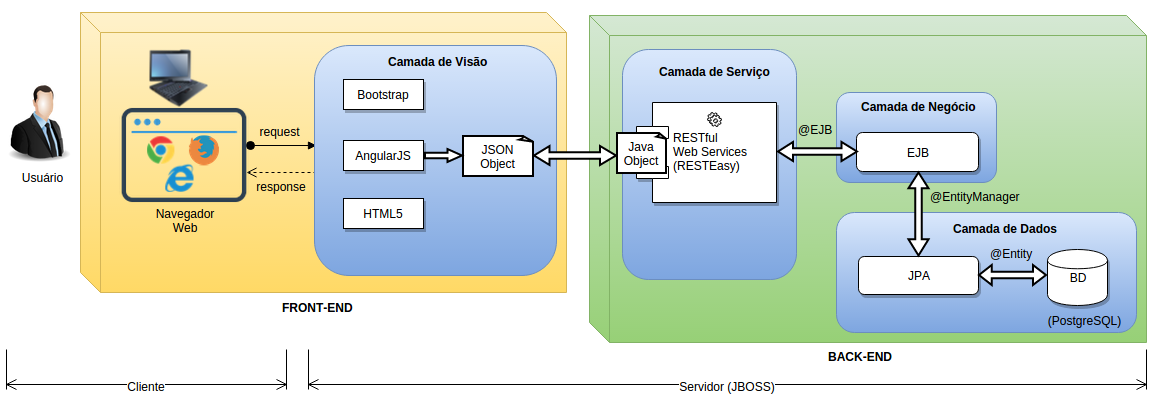 Usuário
Navegador
Web
request
response
Camada de Visão
Bootstrap
AngularJS
HTML5
JSON
Object
FRONT-END
Camada de Serviço
Java
Object
RESTful
Web Services
(RESTEasy)
@EJB
Camada de Negócio
EJB
@EntityManager
Camada de Dados
JPA
@Entity
BD
(PostgreSQL)
BACK-END
Cliente
Servidor (JBOSS)